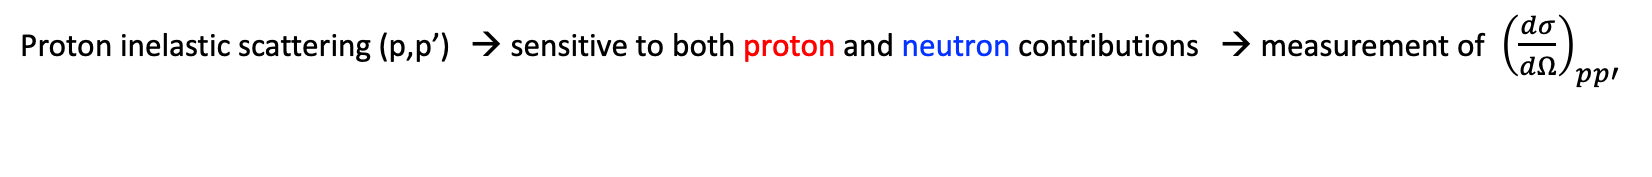 Proton inelastic scattering (p,p') → sensitive to both proton and neutron contributions → measurement of (dσ/dΩ)pp′